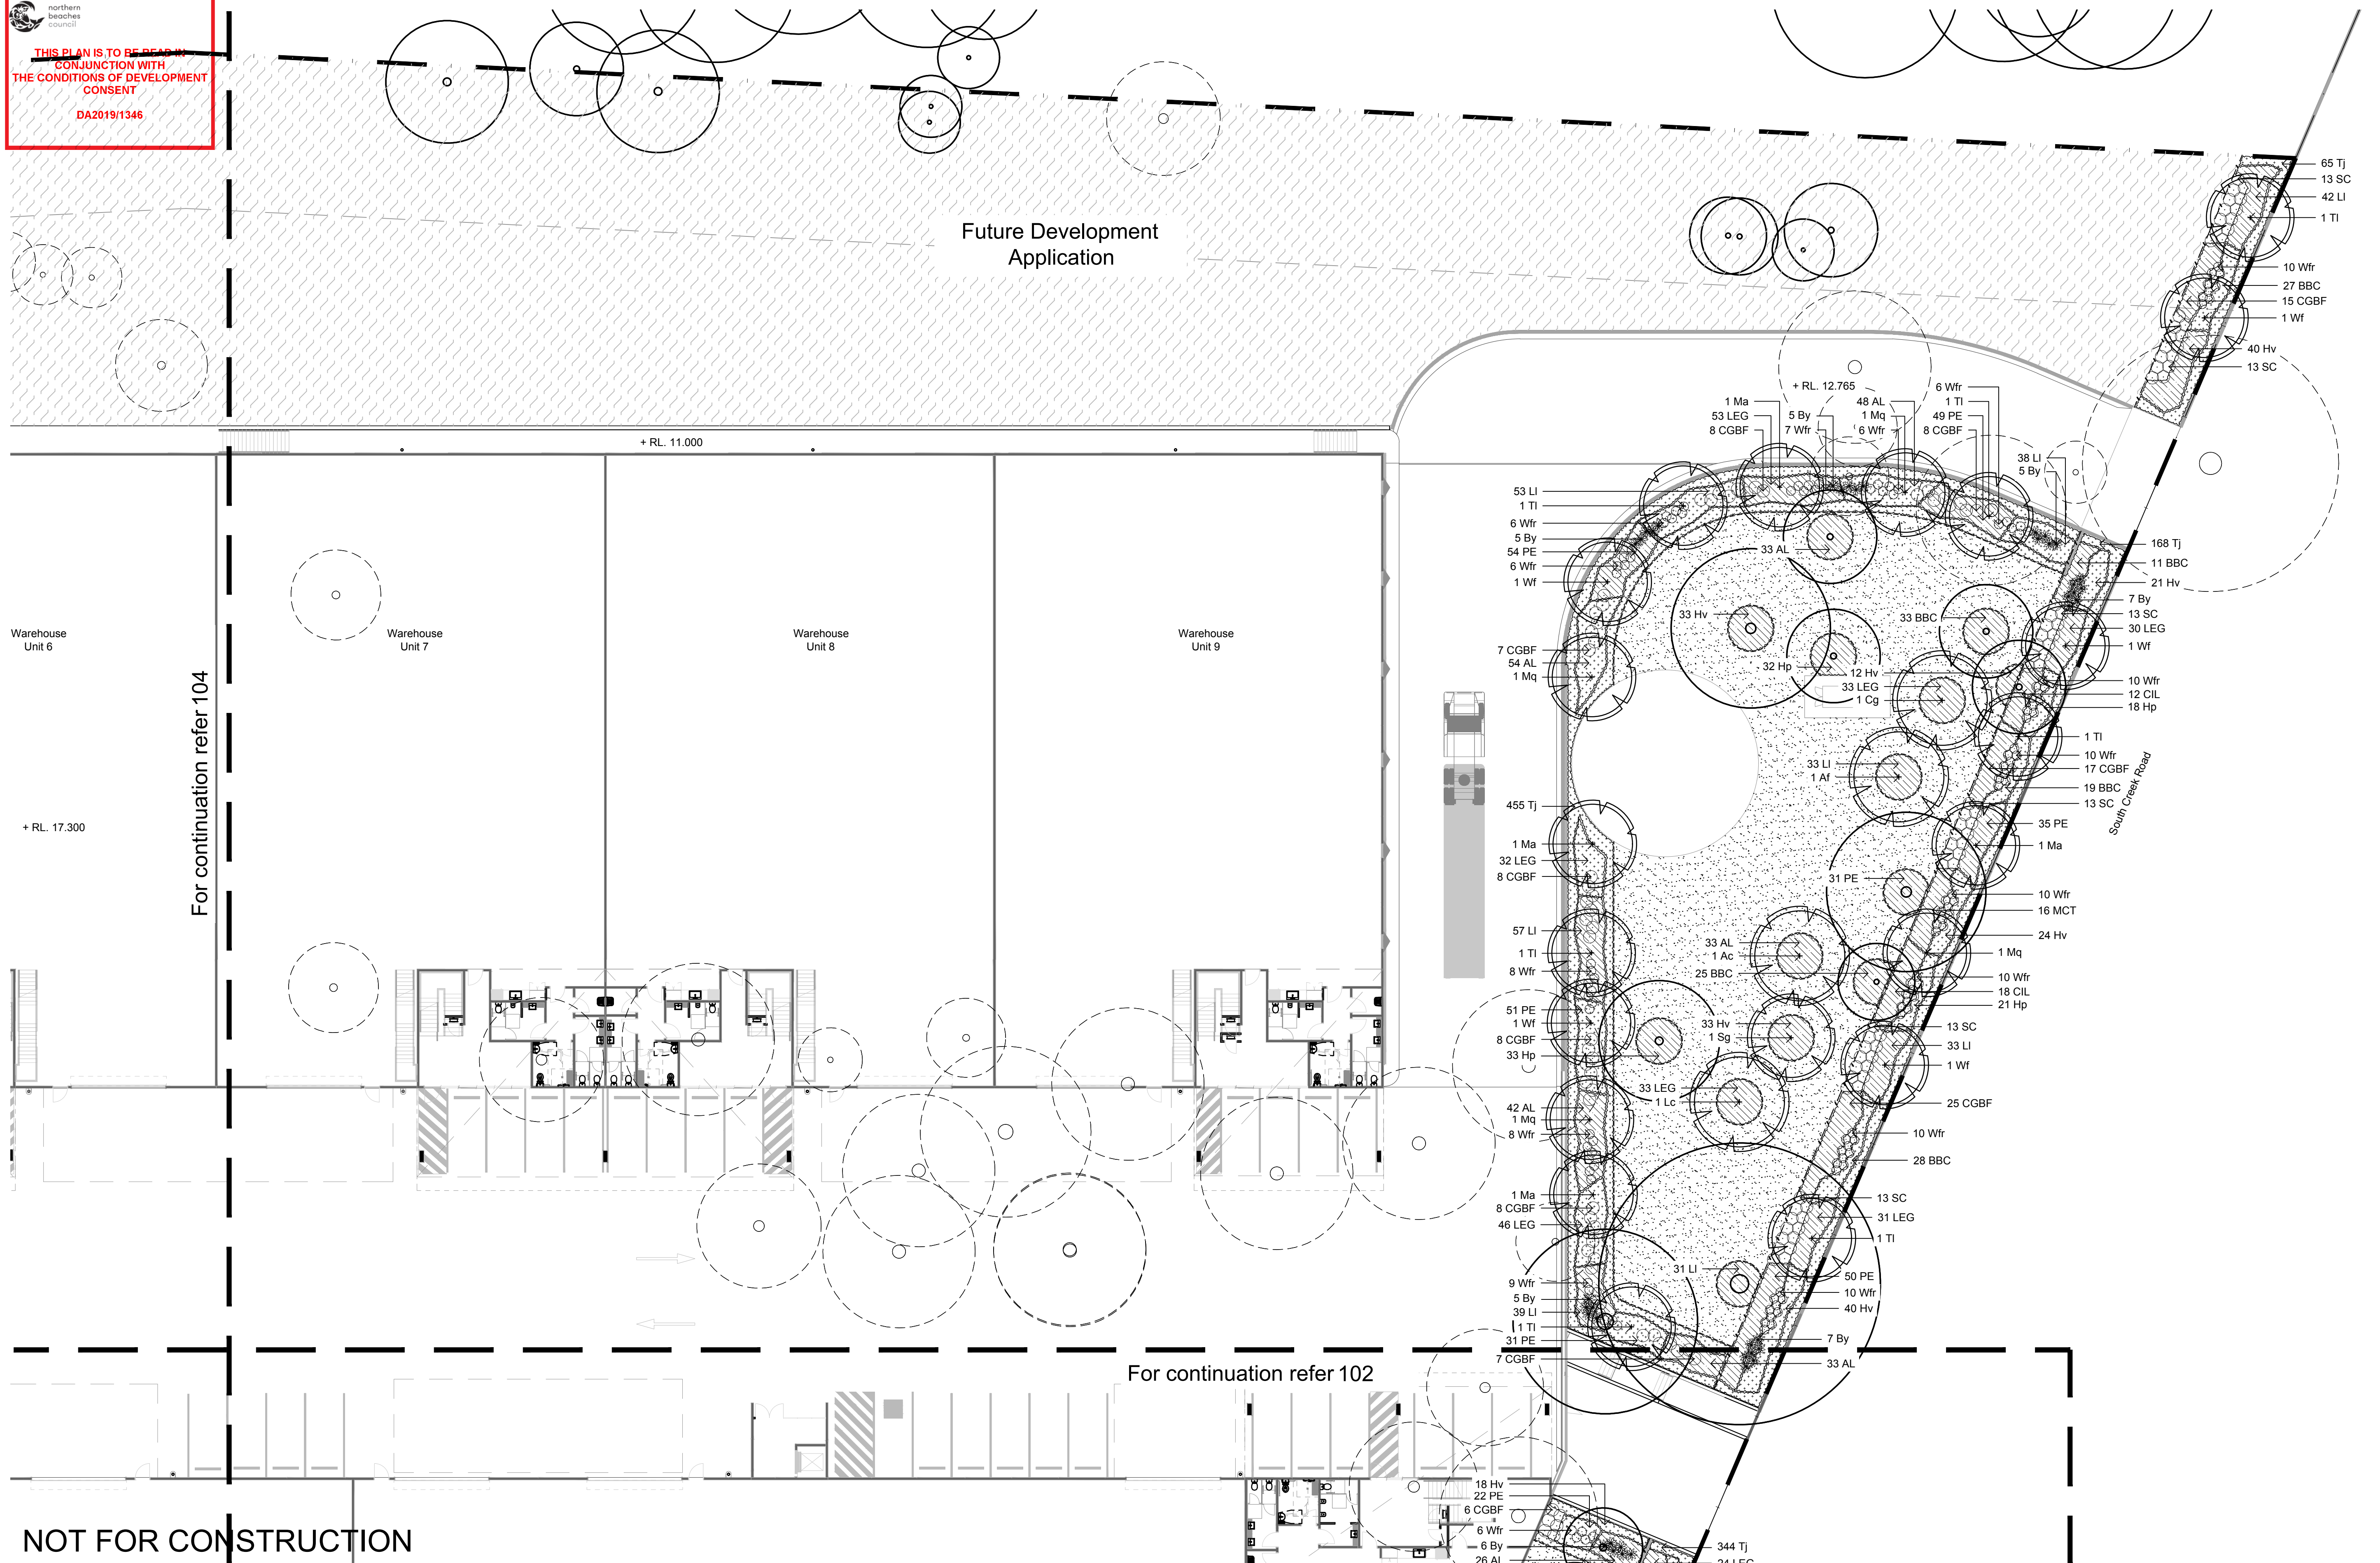 northern
beaches
council
THIS PLAN IS TO BE READ IN
CONJUNCTION WITH
THE CONDITIONS OF DEVELOPMENT
CONSENT
DA2019/1346
Future Development
Application
65 Tj
13 SC
42 LI
1 Tl
10 Wfr
27 BBC
15 CGBF
1 Wf
40 Hv
13 SC
+ RL. 12.765
1 Ma
53 LEG
8 CGBF
5 By
7 Wfr
48 AL
1 Mq
6 Wfr
6 Wfr
1 Tl
49 PE
8 CGBF
38 LI
5 By
+ RL. 11.000
53 LI
1 Tl
6 Wfr
5 By
54 PE
6 Wfr
1 Wf
7 CGBF
54 AL
1 Mq
455 Tj
1 Ma
32 LEG
8 CGBF
57 LI
1 Tl
8 Wfr
51 PE
1 Wf
8 CGBF
33 Hp
42 AL
1 Mq
8 Wfr
1 Ma
8 CGBF
46 LEG
9 Wfr
5 By
39 LI
1 Tl
31 PE
7 CGBF
33 AL
33 Hv
33 BBC
32 Hp
12 Hv
33 LEG
1 Cg
33 LI
1 Af
31 PE
33 AL
1 Ac
25 BBC
33 Hv
1 Sg
33 LEG
1 Lc
31 LI
168 Tj
11 BBC
21 Hv
7 By
13 SC
30 LEG
1 Wf
10 Wfr
12 CIL
18 Hp
1 Tl
10 Wfr
17 CGBF
19 BBC
13 SC
South Creek Road
35 PE
1 Ma
10 Wfr
16 MCT
24 Hv
1 Mq
10 Wfr
18 CIL
21 Hp
13 SC
33 LI
1 Wf
25 CGBF
10 Wfr
28 BBC
13 SC
31 LEG
1 Tl
50 PE
10 Wfr
40 Hv
7 By
33 AL
Warehouse
Unit 6
Warehouse
Unit 7
Warehouse
Unit 8
Warehouse
Unit 9
For continuation refer 104
+ RL. 17.300
For continuation refer 102
18 Hv
22 PE
6 CGBF
6 Wfr
6 By
26 AL
344 Tj
24 LEG
NOT FOR CONSTRUCTION